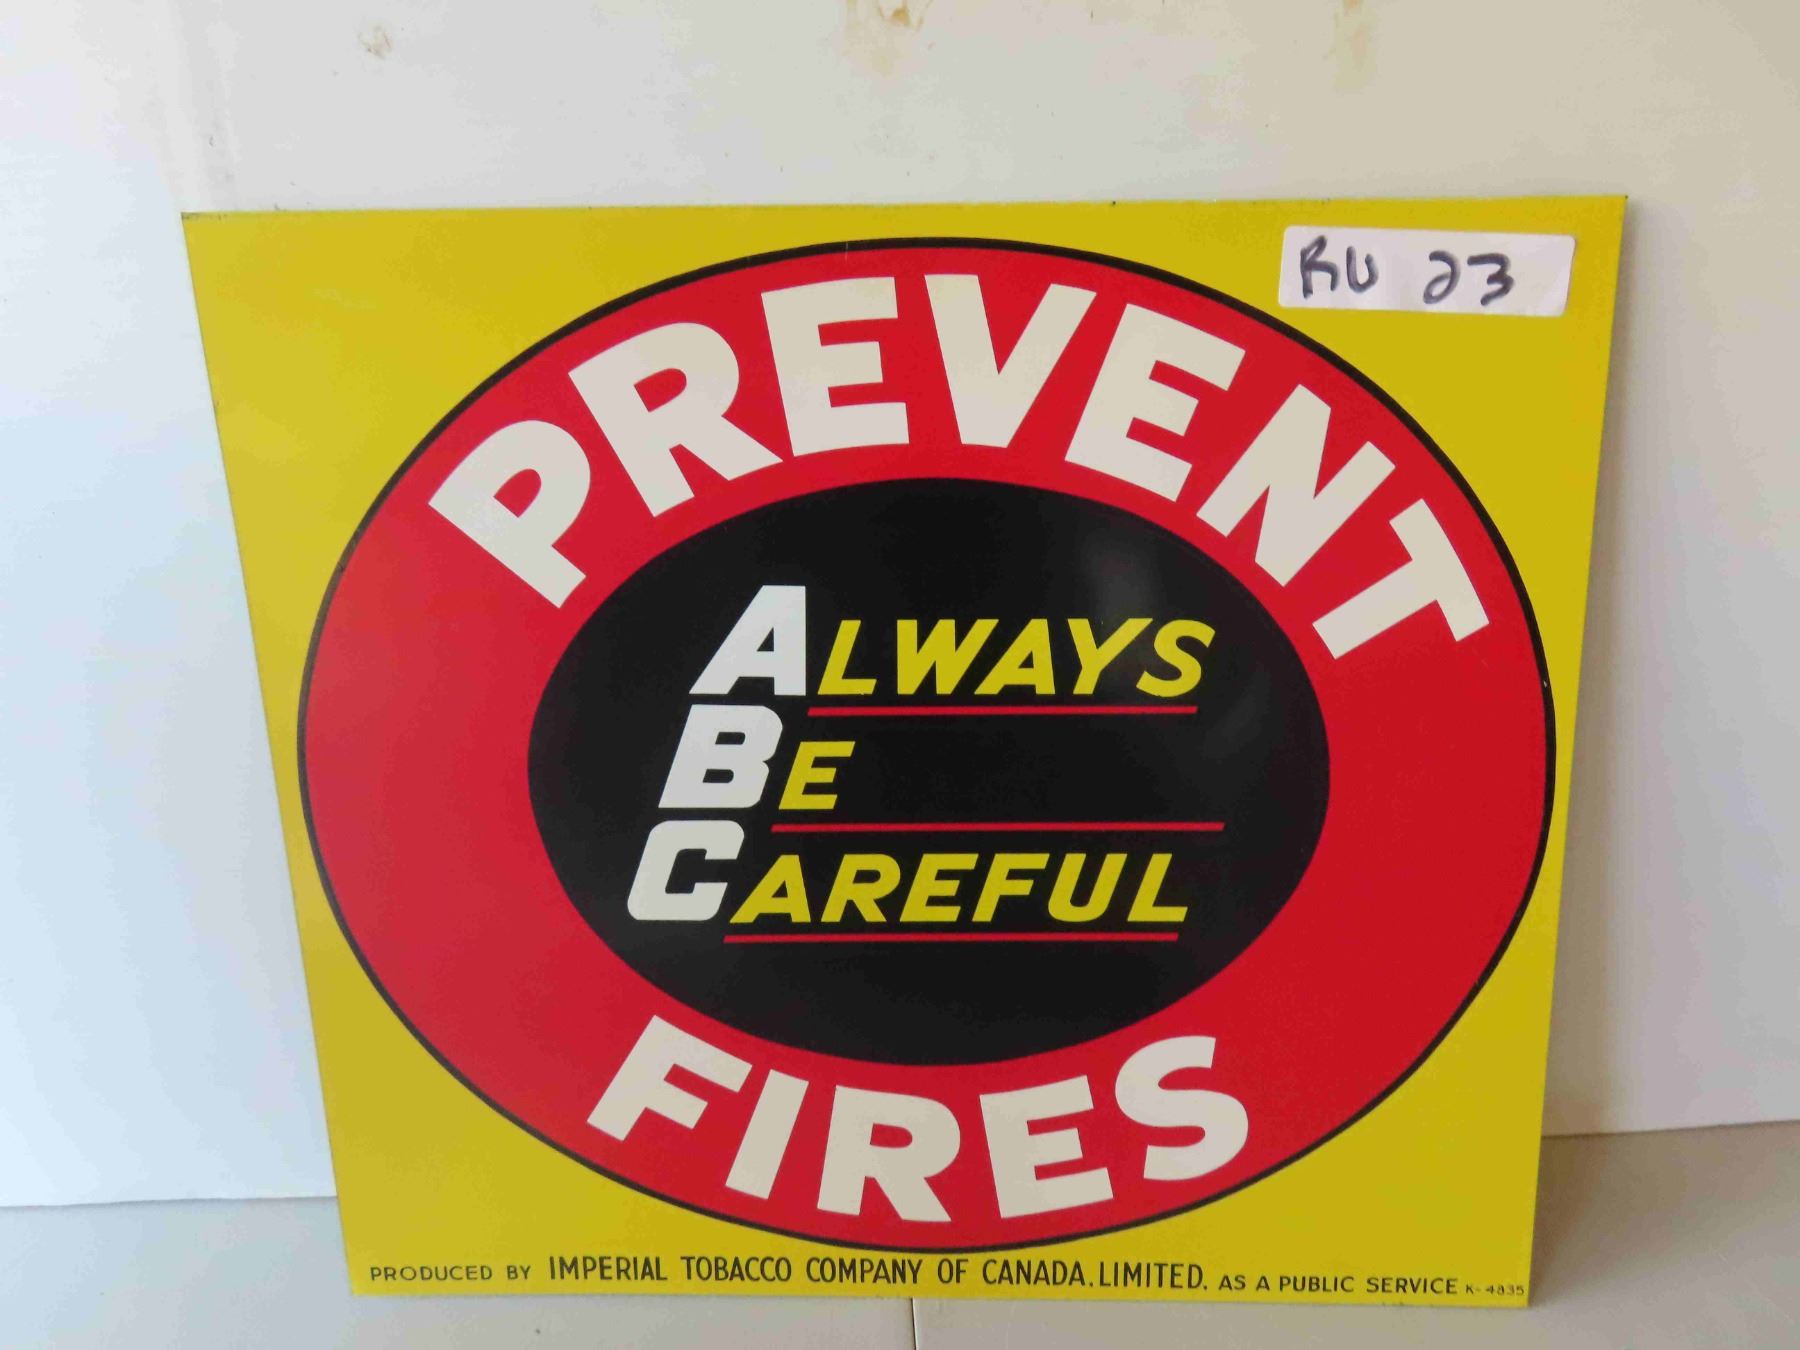 RU 23
PREVENT
ALWAYS
BE
CAREFUL
FIRES
PRODUCED BY IMPERIAL TOBACCO COMPANY OF CANADA, LIMITED, AS A PUBLIC SERVICE K-4835